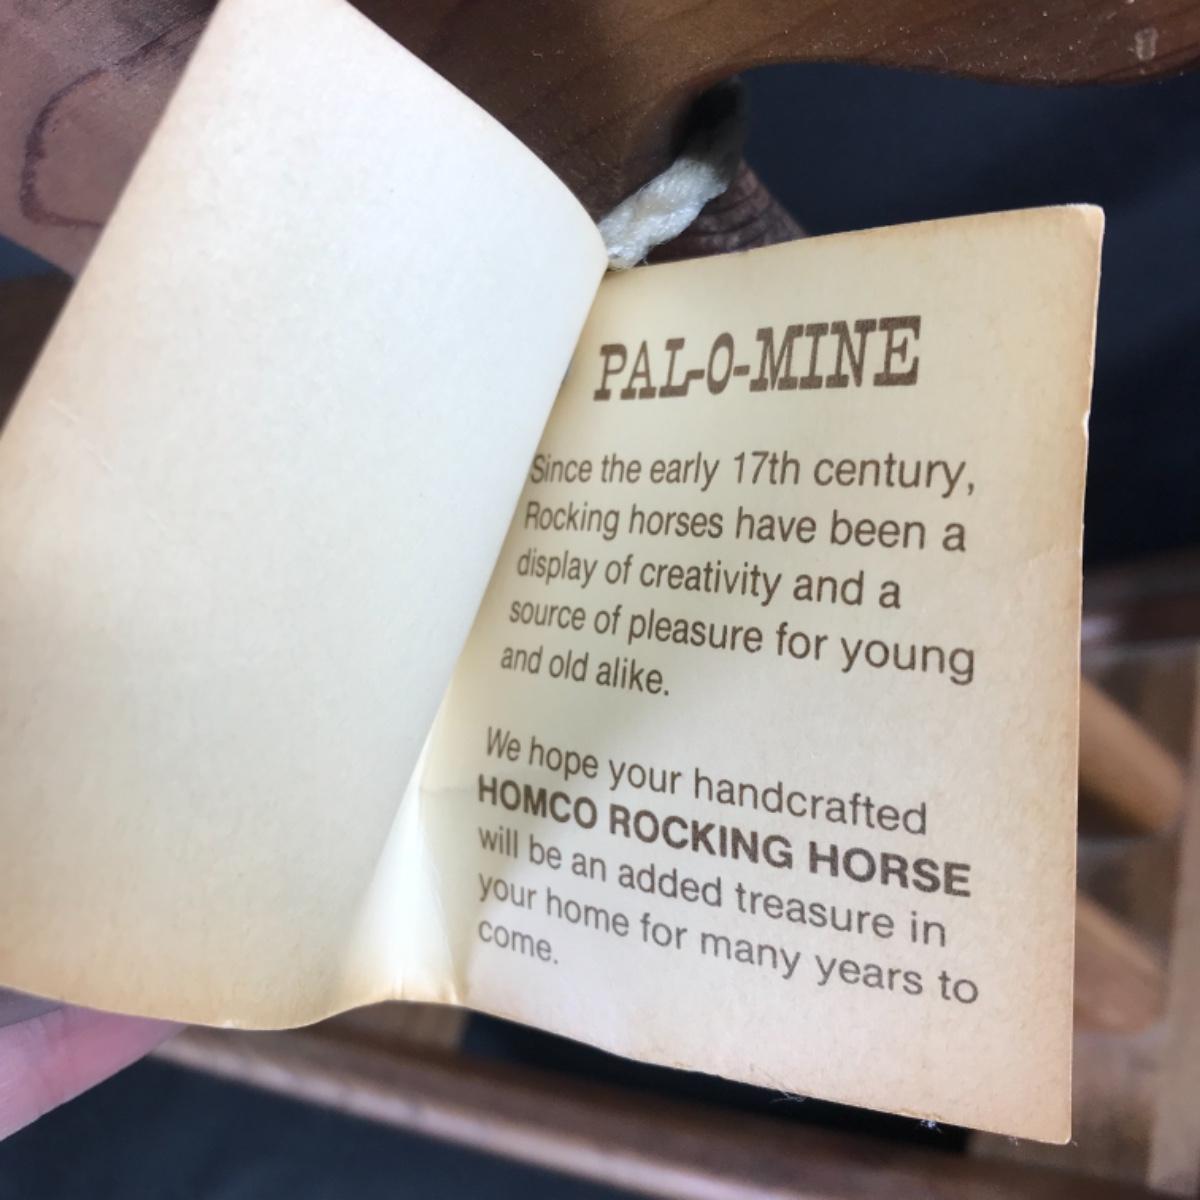 PAL-O-MINE
Since the early 17th century,
Rocking horses have been a
display of creativity and a
source of pleasure for young
and old alike.
We hope your handcrafted
HOMCO ROCKING HORSE
will be an added treasure in
your home for many years to
come.